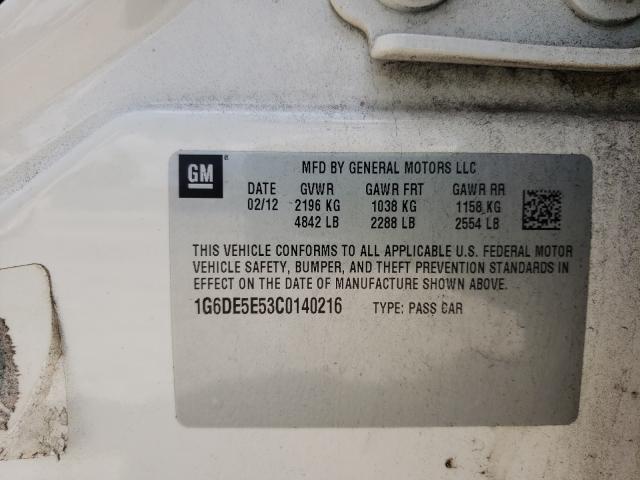 GM
MFD BY GENERAL MOTORS LLC
DATE GVWR GAWR FRT GAWR RR
02/12 2196 KG 1038 KG 1158 KG
4842 LB 2288 LB 2554 LB
THIS VEHICLE CONFORMS TO ALL APPLICABLE U.S. FEDERAL MOTOR
VEHICLE SAFETY, BUMPER, AND THEFT PREVENTION STANDARDS IN
EFFECT ON THE DATE OF MANUFACTURE SHOWN ABOVE.
1G6DE5E53C0140216 TYPE: PASS CAR